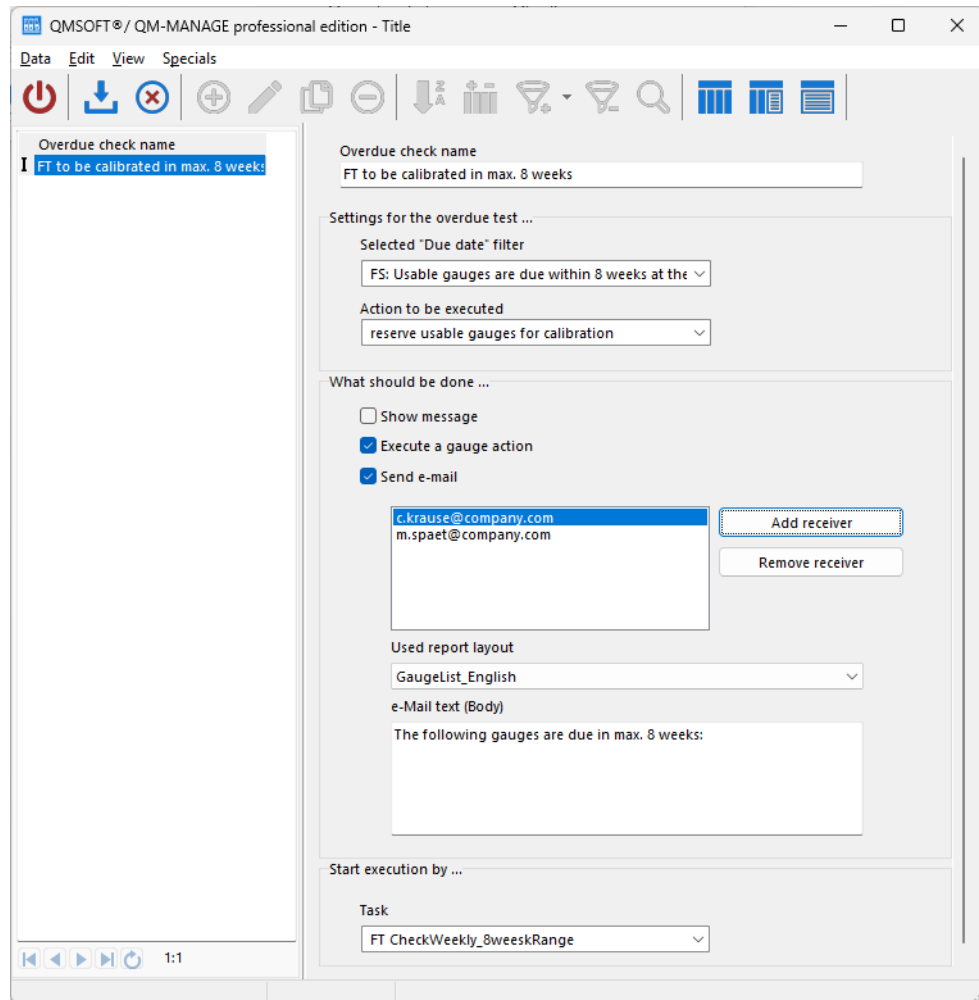 QMSOFT®/ QM-MANAGE professional edition - Title
Data Edit View Specials
Overdue check name
FT to be calibrated in max. 8 weeks
Overdue check name
FT to be calibrated in max. 8 weeks
Settings for the overdue test ...
Selected "Due date" filter
FS: Usable gauges are due within 8 weeks at the
Action to be executed
reserve usable gauges for calibration
What should be done ...
Show message
Execute a gauge action
Send e-mail
c.krause@company.com
m.spaet@company.com
Add receiver
Remove receiver
Used report layout
GaugeList_English
e-Mail text (Body)
The following gauges are due in max. 8 weeks:
Start execution by ...
Task
FT CheckWeekly_8weeskRange
1:1